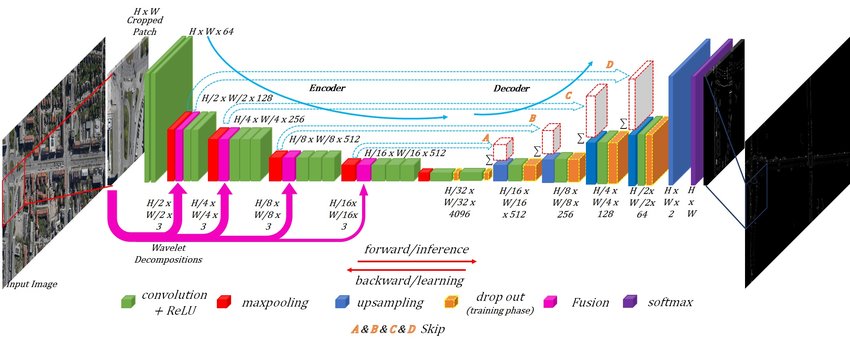 H x W
Cropped
Patch
H x W x 64
D
Encoder
Decoder
H/2 x W/2 x 128
C
H/4 x W/4 x 256
B
H/8 x W/8 x 512
A
H/16 x W/16 x 512
Σ
Σ
Σ
Σ
H/2 x
W/2 x
3
H/4 x
W/4 x
3
H/8 x
W/8 x
3
H/16x
W/16x
3
H/32 x
W/32 x
4096
H/16 x
W/16
x 512
H/8 x
W/8 x
256
H/4 x
W/4 x
128
H /2x
W /2x
64
H x
W x
2
H
x
W
Wavelet
Decompositions
Input Image
forward/inference
backward/learning
convolution
+ ReLU
maxpooling
upsampling
drop out
(training phase)
Fusion
softmax
A & B & C & D Skip